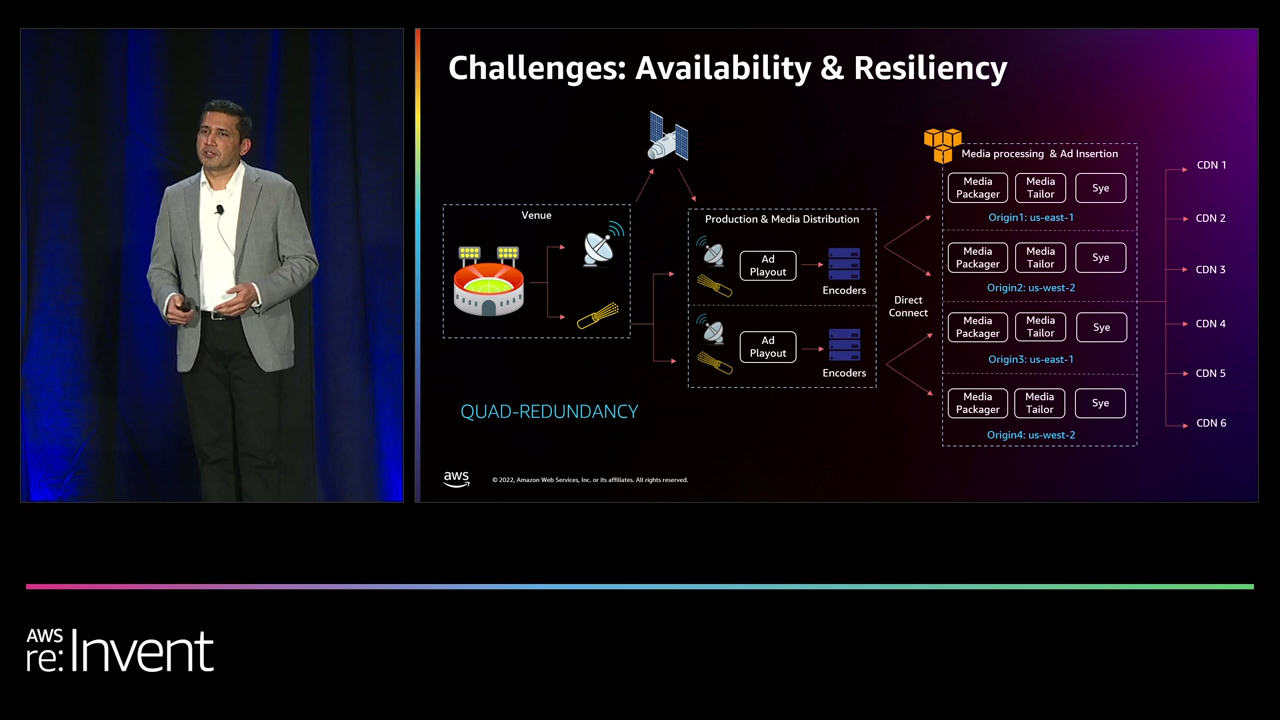 Challenges: Availability & Resiliency
Venue
Production & Media Distribution
Ad
Playout
Encoders
Ad
Playout
Encoders
Direct
Connect
Media processing & Ad Insertion
Media
Packager
Media
Tailor
Sye
Origin1: us-east-1
Media
Packager
Media
Tailor
Sye
Origin2: us-west-2
Media
Packager
Media
Tailor
Sye
Origin3: us-east-1
Media
Packager
Media
Tailor
Sye
Origin4: us-west-2
CDN 1
CDN 2
CDN 3
CDN 4
CDN 5
CDN 6
QUAD-REDUNDANCY
aws
© 2022, Amazon Web Services, Inc. or its affiliates. All rights reserved.
AWS
re:Invent